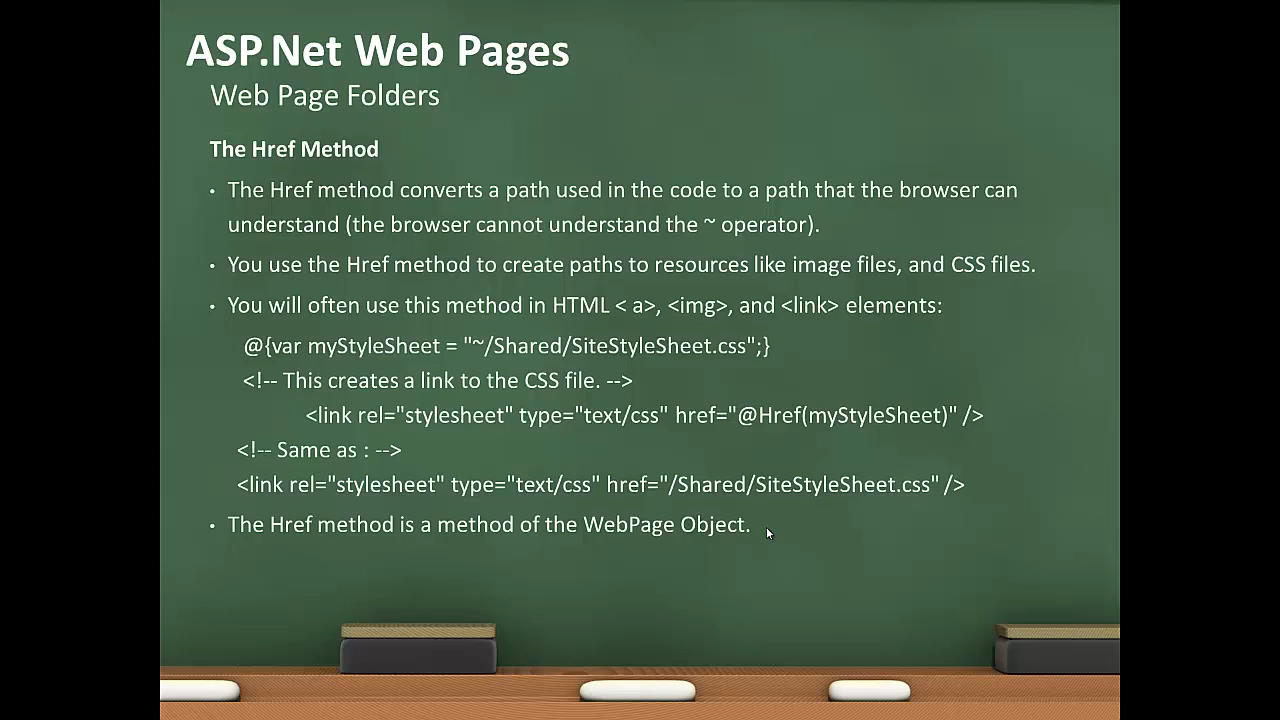 ASP.Net Web Pages
Web Page Folders
The Href Method
• The Href method converts a path used in the code to a path that the browser can
understand (the browser cannot understand the ~ operator).
• You use the Href method to create paths to resources like image files, and CSS files.
• You will often use this method in HTML < a>, <img>, and <link> elements:
@{var myStyleSheet = "~/Shared/SiteStyleSheet.css";}
<!-- This creates a link to the CSS file. -->
<link rel="stylesheet" type="text/css" href="@Href(myStyleSheet)" />
<!-- Same as : -->
<link rel="stylesheet" type="text/css" href="/Shared/SiteStyleSheet.css" />
• The Href method is a method of the WebPage Object.